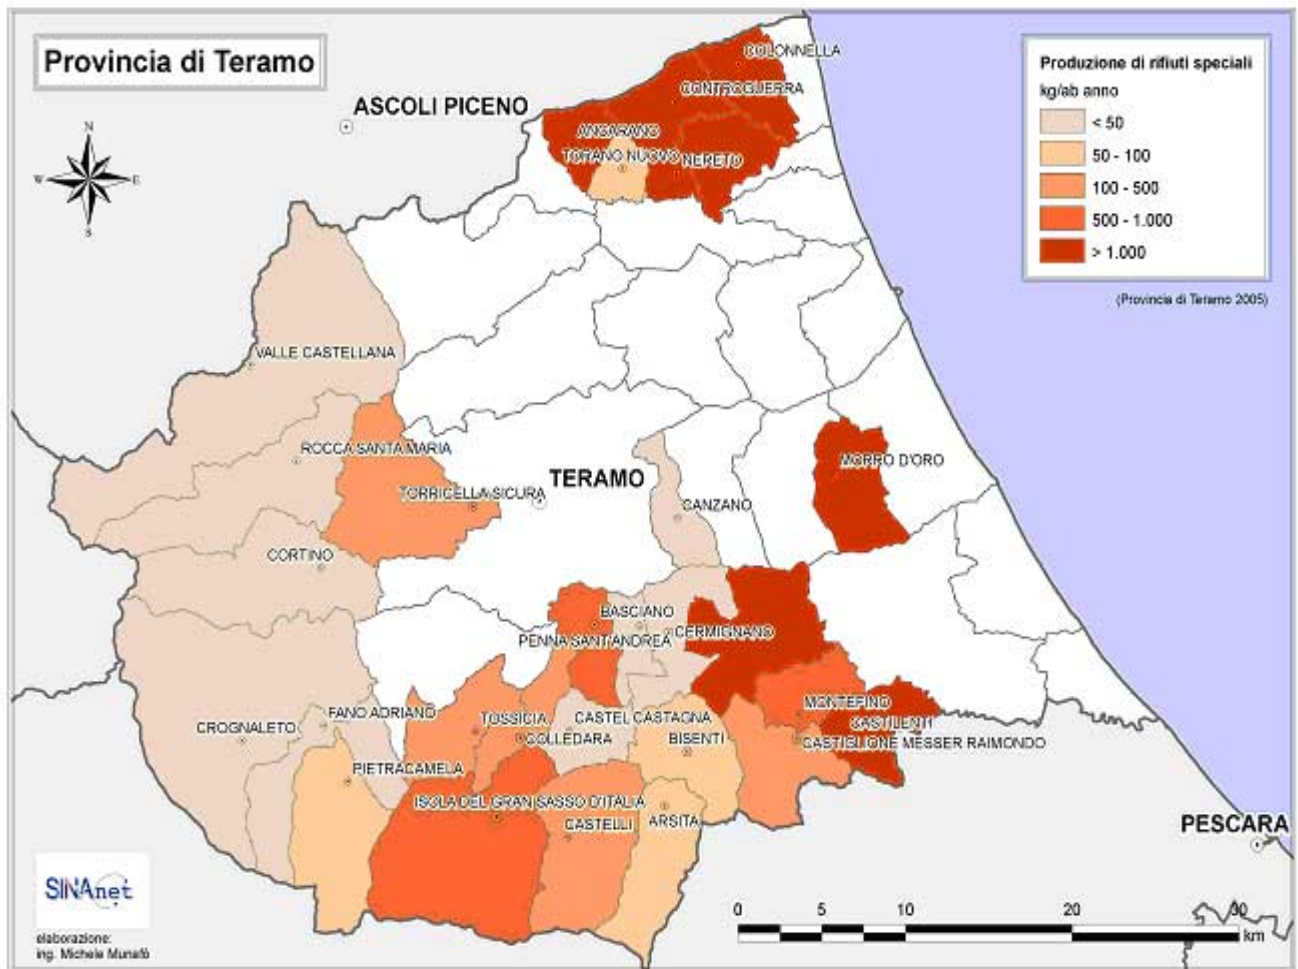 Provincia di Teramo
ASCOLI PICENO
COLONNELLA
CONTROGUERRA
ANCARANO
TORANO NUOVO
NERETO
Produzione di rifiuti speciali
kg/ab anno
< 50
50 - 100
100 - 500
500 - 1.000
> 1.000
(Provincia di Teramo 2005)
N
W
E
S
VALLE CASTELLANA
ROCCA SANTA MARIA
MORRO D'ORO
TERAMO
TORRICELLA SICURA
CANZANO
CORTINO
BASCIANO
CERMIGNANO
PENNA SANT'ANDREA
MONTEFINO
FANO ADRIANO
TOSSICIA
CASTEL CASTAGNA
CASTILENTI
CROGNALETO
COLLEDARA
BISENTI
CASTIGLIONE MESSER RAIMONDO
PIETRACAMELA
ISOLA DEL GRAN SASSO D'ITALIA
CASTELLI
ARSITA
PESCARA
SINAnet
elaborazione:
ing. Michele Munafò
0 5 10 20 30
km